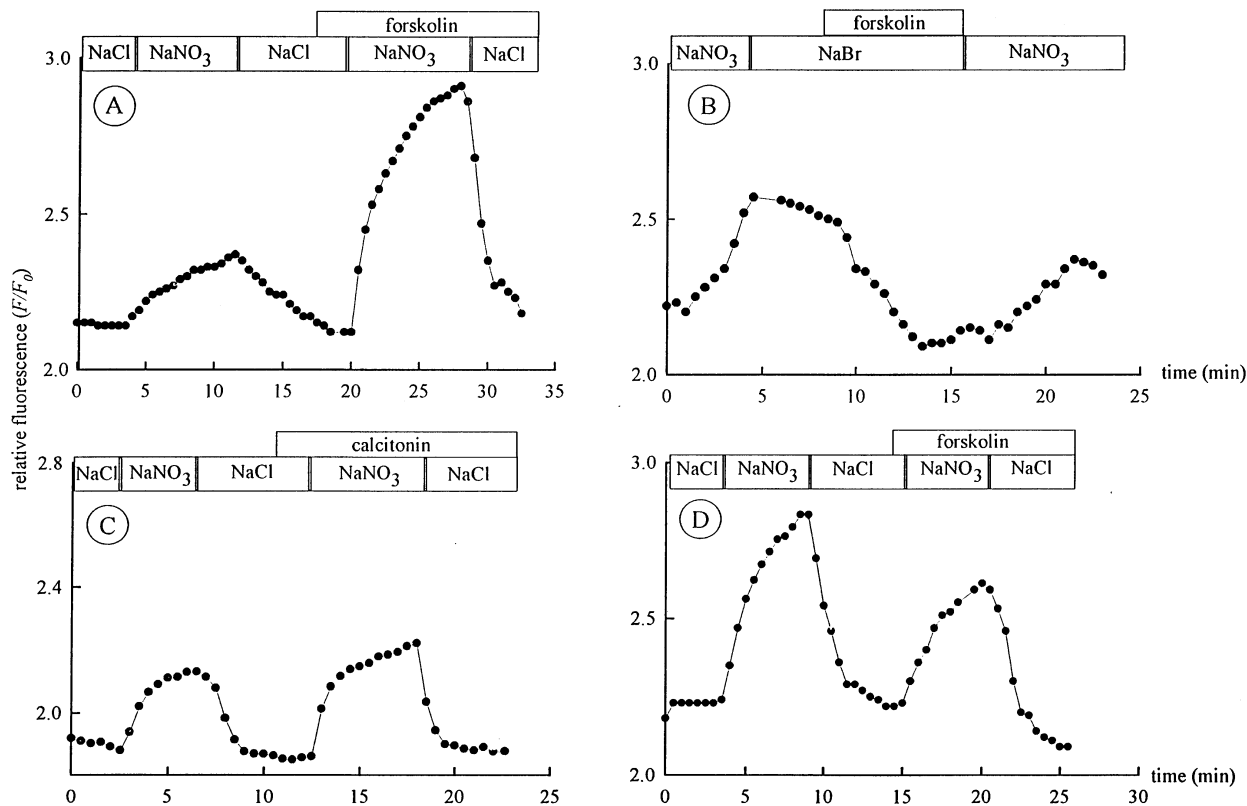 forskolin
NaCl NaNO3 NaCl NaNO3 NaCl
3.0
A
2.5
2.0
0 5 10 15 20 25 30 35
forskolin
NaNO3 NaBr NaNO3
3.0
B
2.5
2.0
0 5 10 15 20 25
time (min)
relative fluorescence (F/F0)
calcitonin
2.8
NaCl NaNO3 NaCl NaNO3 NaCl
C
2.4
2.0
0 5 10 15 20 25
forskolin
3.0
NaCl NaNO3 NaCl NaNO3 NaCl
D
2.5
2.0
0 5 10 15 20 25 30
time (min)